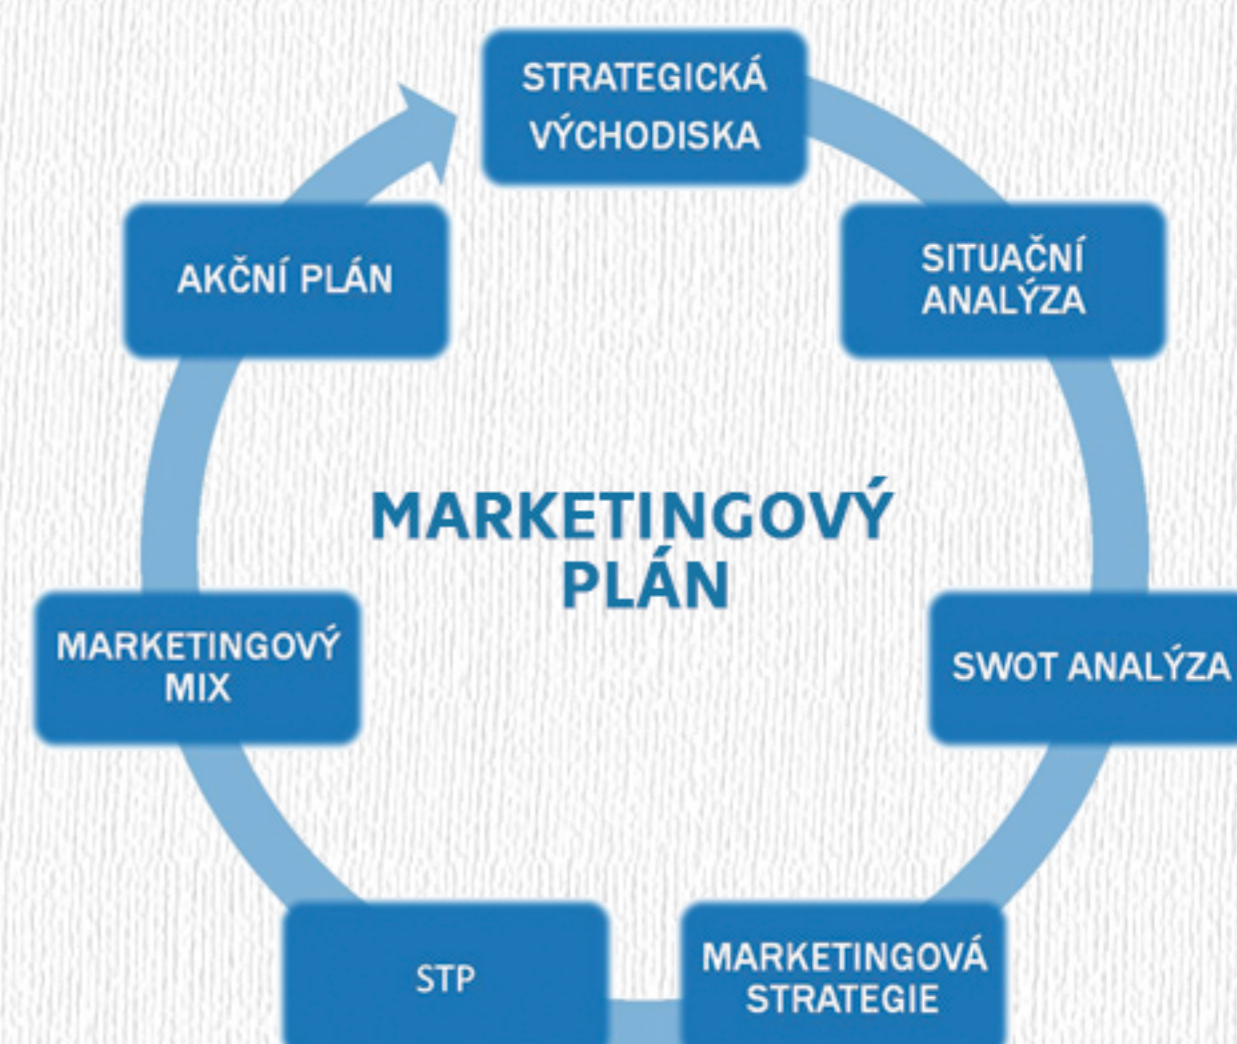 STRATEGICKÁ
VÝCHODISKA
SITUAČNÍ
ANALÝZA
SWOT ANALÝZA
MARKETINGOVÁ
STRATEGIE
STP
MARKETINGOVÝ
MIX
AKČNÍ PLÁN
MARKETINGOVÝ
PLÁN